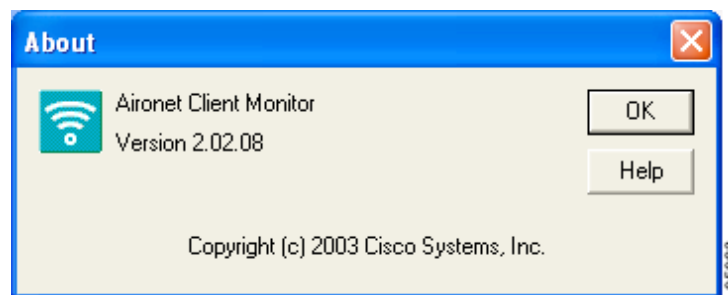 About
Aironet Client Monitor
Version 2.02.08
OK
Help
Copyright (c) 2003 Cisco Systems, Inc.